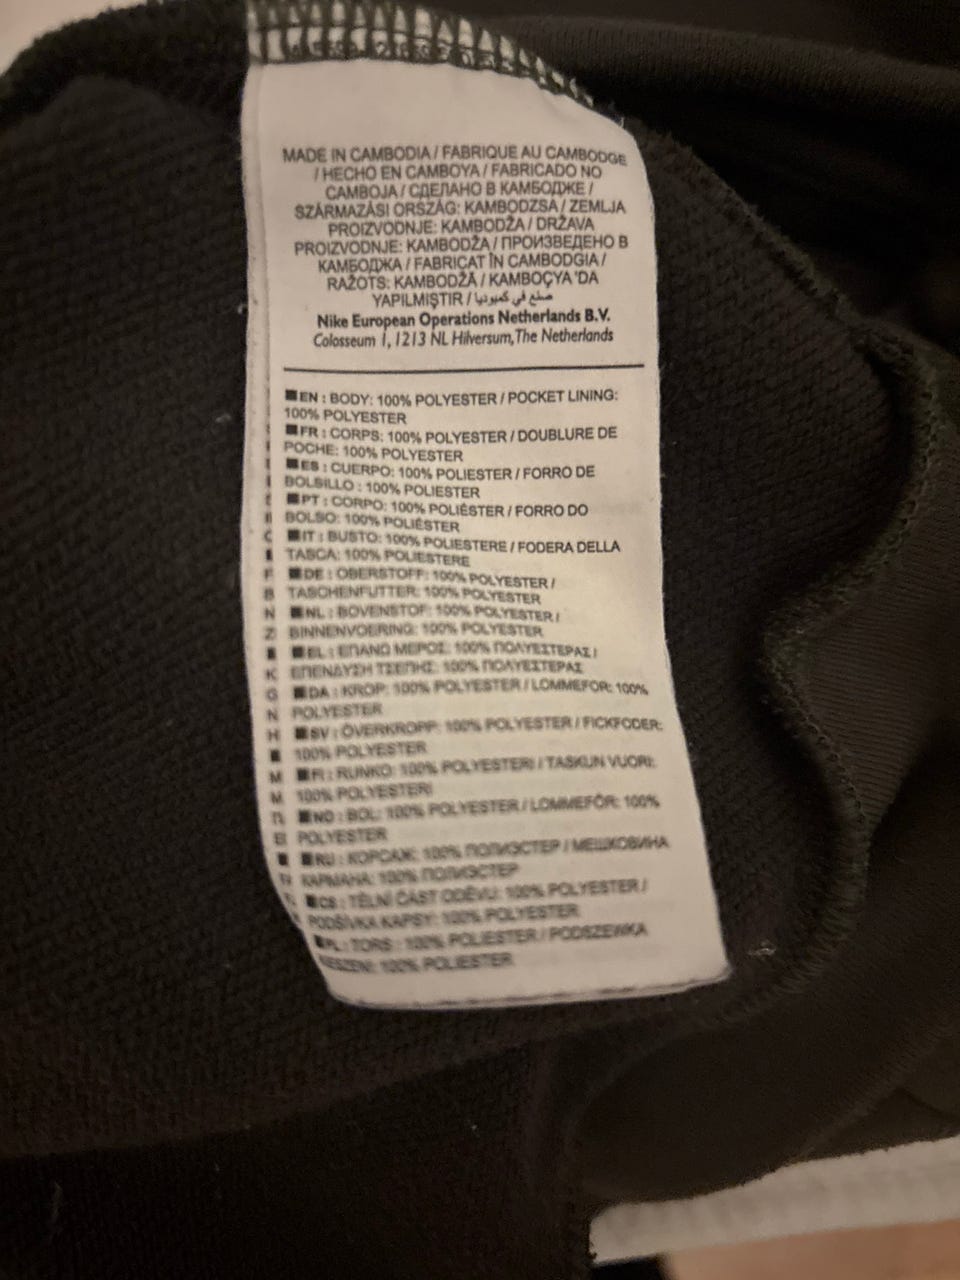 MADE IN CAMBODIA / FABRIQUE AU CAMBODGE
/ HECHO EN CAMBOYA / FABRICADO NO
CAMBOJA / СДЕЛАНО В КАМБОДЖЕ /
SZÁRMAZÁSI ORSZÁG: KAMBODZSA / ZEMLJA
PROIZVODNJE: KAMBODŽA / DRŽAVA
PROIZVODNJE: KAMBODŽA / ПРОИЗВЕДЕНО В
КАМБОДЖА / FABRICAT ÎN CAMBODGIA /
RAŽOTS: KAMBODŽĀ / KAMBOÇYA 'DA
YAPILMIŞTIR / صنع في كمبوديا
Nike European Operations Netherlands B.V.
Colosseum 1, 1213 NL Hilversum, The Netherlands
EN : BODY: 100% POLYESTER / POCKET LINING:
100% POLYESTER
FR : CORPS: 100% POLYESTER / DOUBLURE DE
POCHE: 100% POLYESTER
ES : CUERPO: 100% POLIESTER / FORRO DE
BOLSILLO : 100% POLIESTER
PT : CORPO: 100% POLIÉSTER / FORRO DO
BOLSO: 100% POLIÉSTER
IT : BUSTO: 100% POLIESTERE / FODERA DELLA
TASCA: 100% POLIESTERE
DE : OBERSTOFF: 100% POLYESTER /
TASCHENFUTTER: 100% POLYESTER
NL : BOVENSTOF: 100% POLYESTER /
BINNENVOERING: 100% POLYESTER
EL : ΕΠΑΝΩ ΜΕΡΟΣ: 100% ΠΟΛΥΕΣΤΕΡΑΣ /
ΕΠΕΝΔΥΣΗ ΤΣΕΠΗΣ: 100% ΠΟΛΥΕΣΤΕΡΑΣ
DA : KROP: 100% POLYESTER / LOMMEFOR: 100%
POLYESTER
SV : ÖVERKROPP: 100% POLYESTER / FICKFODER:
100% POLYESTER
FI : RUNKO: 100% POLYESTERI / TASKUN VUORI:
100% POLYESTERI
NO : BOL: 100% POLYESTER / LOMMEFÔR: 100%
POLYESTER
RU : КОРСАЖ: 100% ПОЛИЭСТЕР / МЕШКОВИНА
КАРМАНА: 100% ПОЛИЭСТЕР
CS : TĚLNÍ ČÁST ODĚVU: 100% POLYESTER /
PODŠÍVKA KAPSY: 100% POLYESTER
PL : TORS : 100% POLIESTER / PODSZEWKA
KIESZENI: 100% POLIESTER